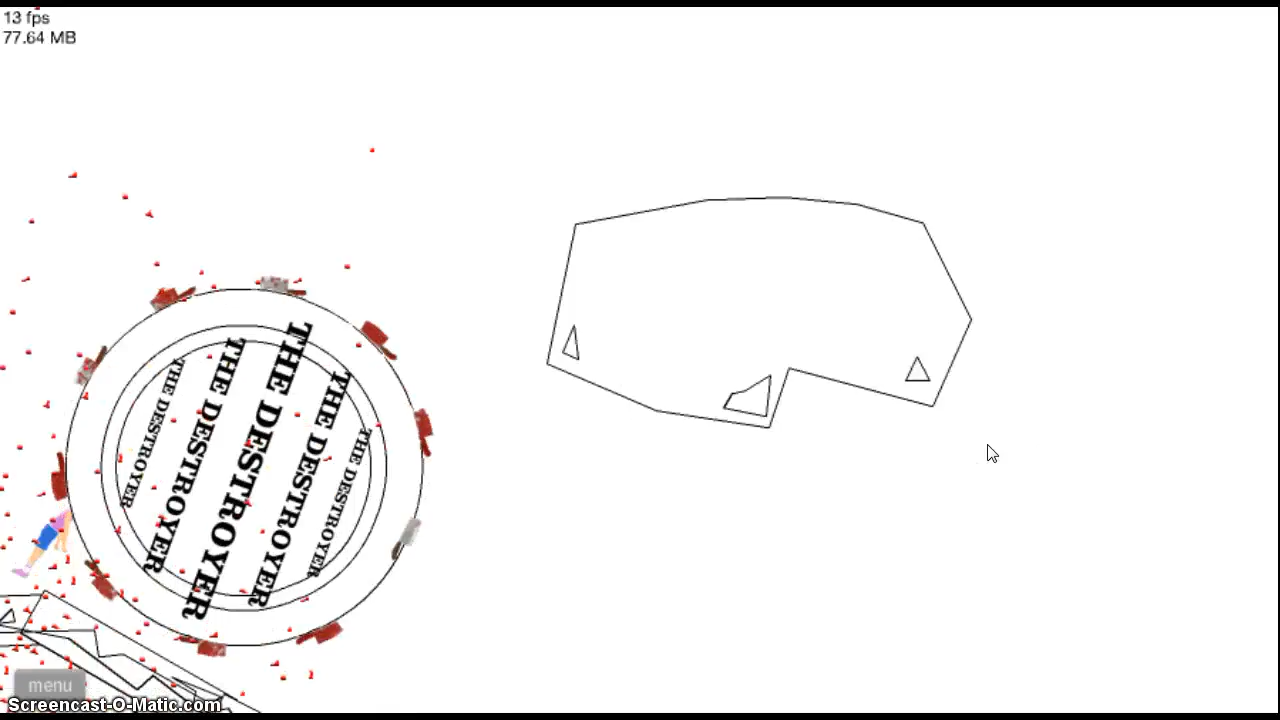 13 fps
77.64 MB
THE DESTROYER
THE DESTROYER
THE DESTROYER
THE DESTROYER
THE DESTROYER
menu
Screencast-O-Matic.com